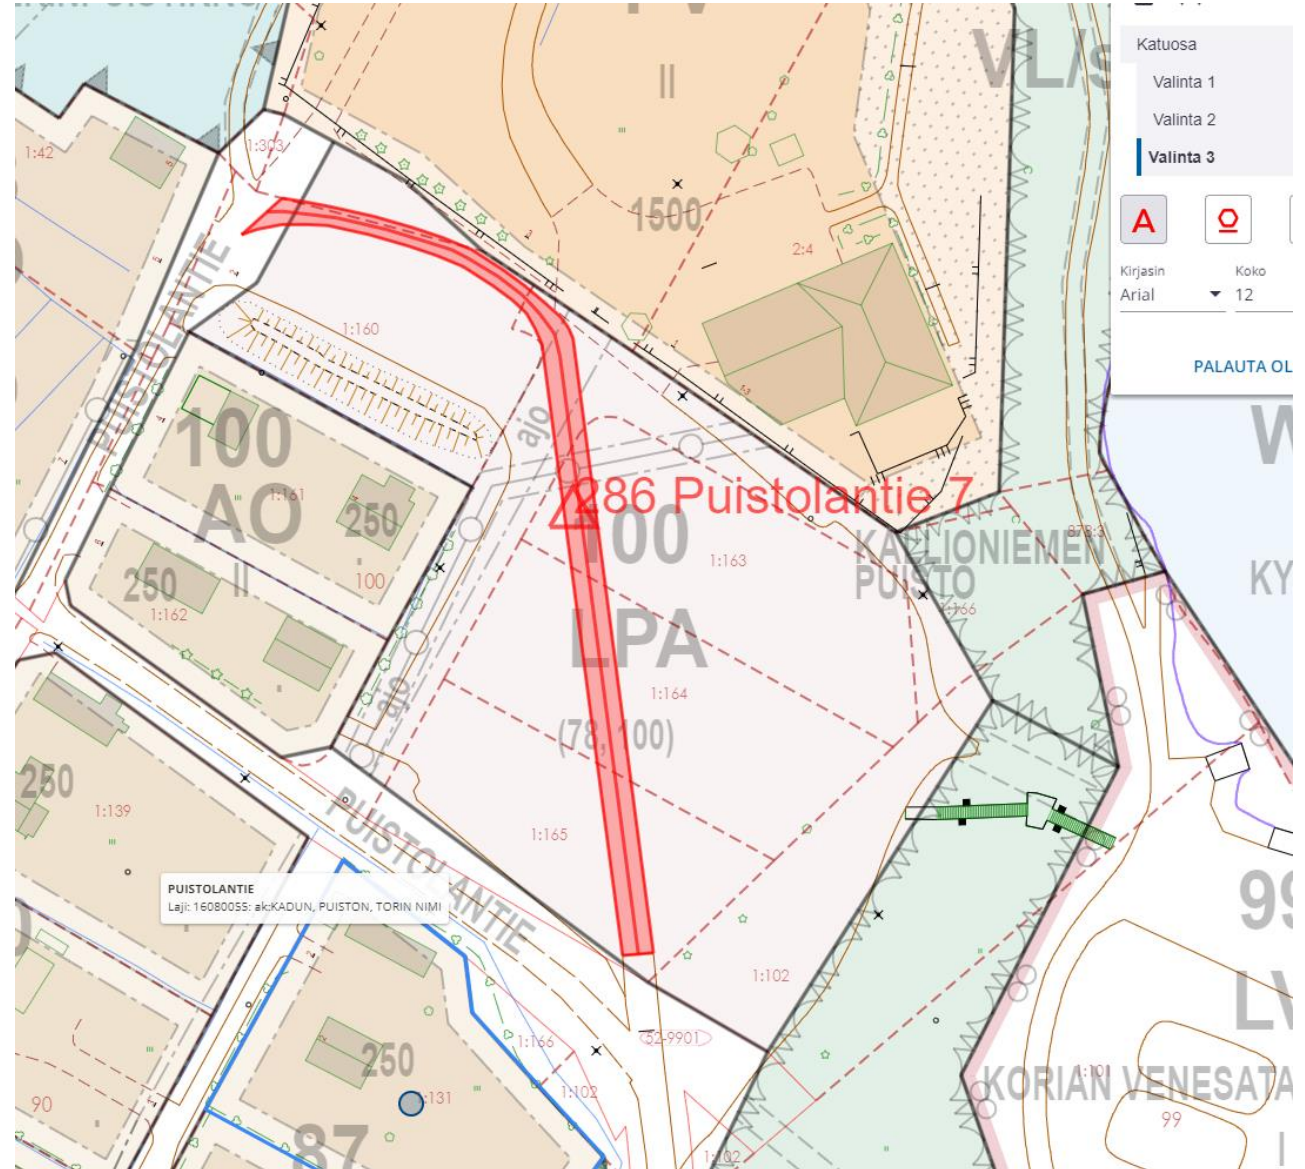 VL/s
Katuosa
Valinta 1
Valinta 2
Valinta 3
A
Kirjasin
Koko
Arial
12
PALAUTA OL
II
1:42
1:303
1500
2:4
PUISTOLANTIE
1:160
ajo
100
AO
1:161
250
II
250
100
1:162
286 Puistolantie 7
100
LPA
(78, 100)
1:163
KALLIONIEMEN
PUISTO
878:3
1:166
W
KY
1:164
ajo
250
1:139
PUISTOLANTIE
1:165
PUISTOLANTIE
Laji: 16080055: ak:KADUN, PUISTON, TORIN NIMI
1:102
52-9901
1:166
1:102
250
:131
90
87
99
LV
KORIAN VENESATA
1:101
99
I
1:102